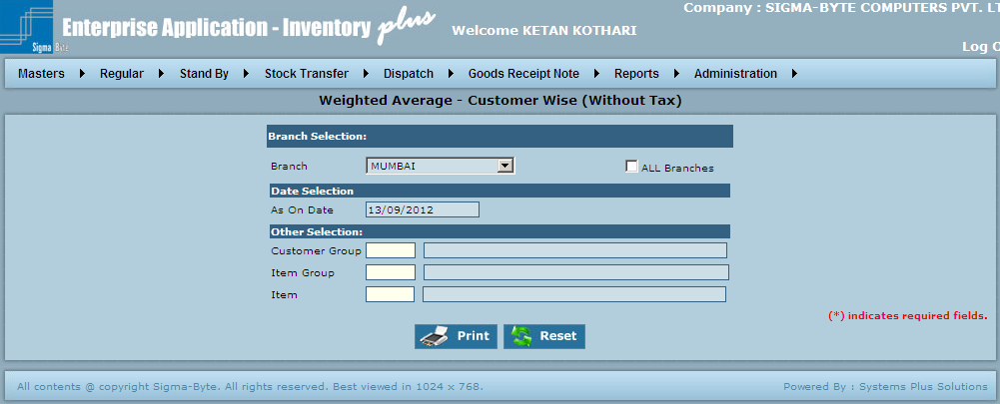 Company : SIGMA-BYTE COMPUTERS PVT.
Enterprise Application - Inventory plus
Welcome KETAN KOTHARI
Sigma Byte
Log
Masters Regular Stand By Stock Transfer Dispatch Goods Receipt Note Reports Administration
Weighted Average - Customer Wise (Without Tax)
Branch Selection:
Branch MUMBAI ALL Branches
Date Selection
As On Date 13/09/2012
Other Selection:
Customer Group
Item Group
Item
(*) indicates required fields.
Print Reset
All contents @ copyright Sigma-Byte. All rights reserved. Best viewed in 1024 x 768. Powered By : Systems Plus Solutions